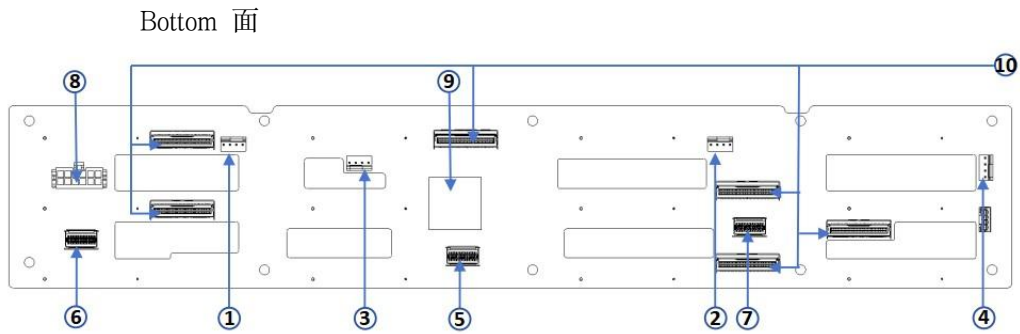 Bottom 面
⑧ ⑨ ⑩
⑥ ① ③ ⑤ ② ⑦ ④